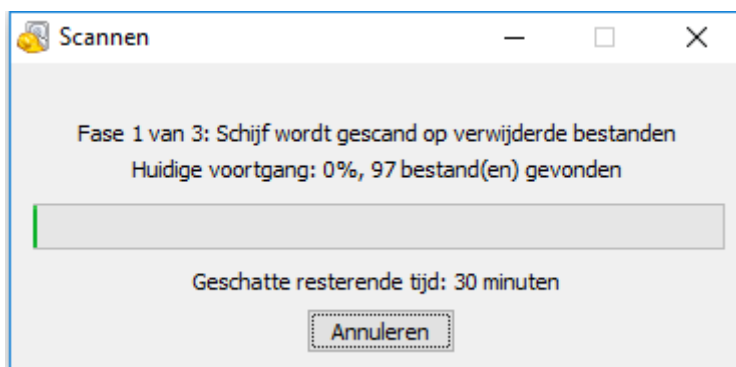 Scannen
Fase 1 van 3: Schijf wordt gescand op verwijderde bestanden
Huidige voortgang: 0%, 97 bestand(en) gevonden
Geschatte resterende tijd: 30 minuten
Annuleren